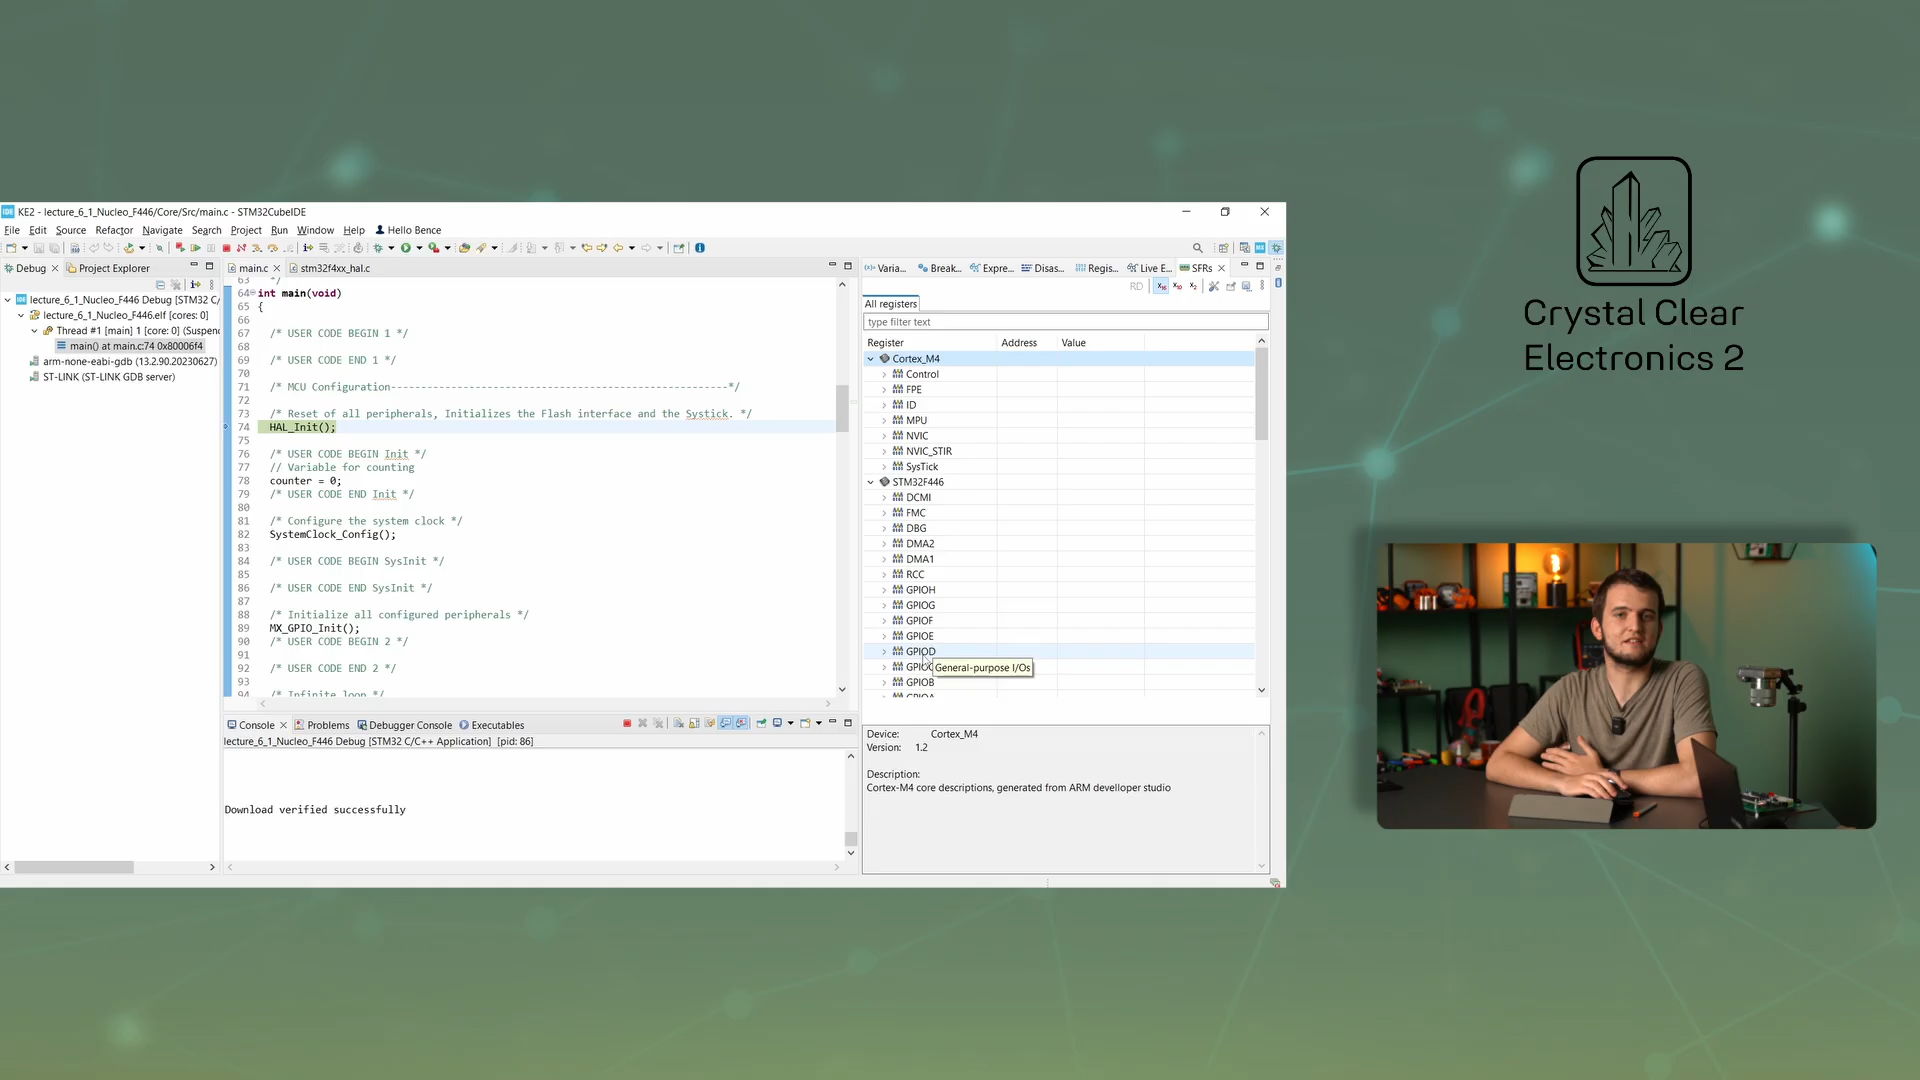 KE2 - lecture_6_1_Nucleo_F446/Core/Src/main.c - STM32CubeIDE
File Edit Source Refactor Navigate Search Project Run Window Help Hello Bence
Debug
Project Explorer
lecture_6_1_Nucleo_F446 Debug [STM32 C/
lecture_6_1_Nucleo_F446.elf [cores: 0]
Thread #1 [main] 1 [core: 0] (Suspend
main() at main.c:74 0x80006f4
arm-none-eabi-gdb (13.2.90.20230627)
ST-LINK (ST-LINK GDB server)
main.c
stm32f4xx_hal.c
63 */
64 int main(void)
65 {
66
67 /* USER CODE BEGIN 1 */
68
69 /* USER CODE END 1 */
70
71 /* MCU Configuration--------------------------------------------------------*/
72
73 /* Reset of all peripherals, Initializes the Flash interface and the Systick. */
74 HAL_Init();
75
76 /* USER CODE BEGIN Init */
77 // Variable for counting
78 counter = 0;
79 /* USER CODE END Init */
80
81 /* Configure the system clock */
82 SystemClock_Config();
83
84 /* USER CODE BEGIN SysInit */
85
86 /* USER CODE END SysInit */
87
88 /* Initialize all configured peripherals */
89 MX_GPIO_Init();
90 /* USER CODE BEGIN 2 */
91
92 /* USER CODE END 2 */
93
94 /* Infinite loop */
Console
Problems
Debugger Console
Executables
lecture_6_1_Nucleo_F446 Debug [STM32 C/C++ Application] [pid: 86]
Download verified successfully
Varia... Break... Expre... Disas... Regis... Live E... SFRs
RD
All registers
type filter text
Register Address Value
Cortex_M4
Control
FPE
ID
MPU
NVIC
NVIC_STIR
SysTick
STM32F446
DCMI
FMC
DBG
DMA2
DMA1
RCC
GPIOH
GPIOG
GPIOF
GPIOE
GPIOD
GPIOC
General-purpose I/Os
GPIOB
GPIOA
Device: Cortex_M4
Version: 1.2
Description:
Cortex-M4 core descriptions, generated from ARM develloper studio
Crystal Clear
Electronics 2